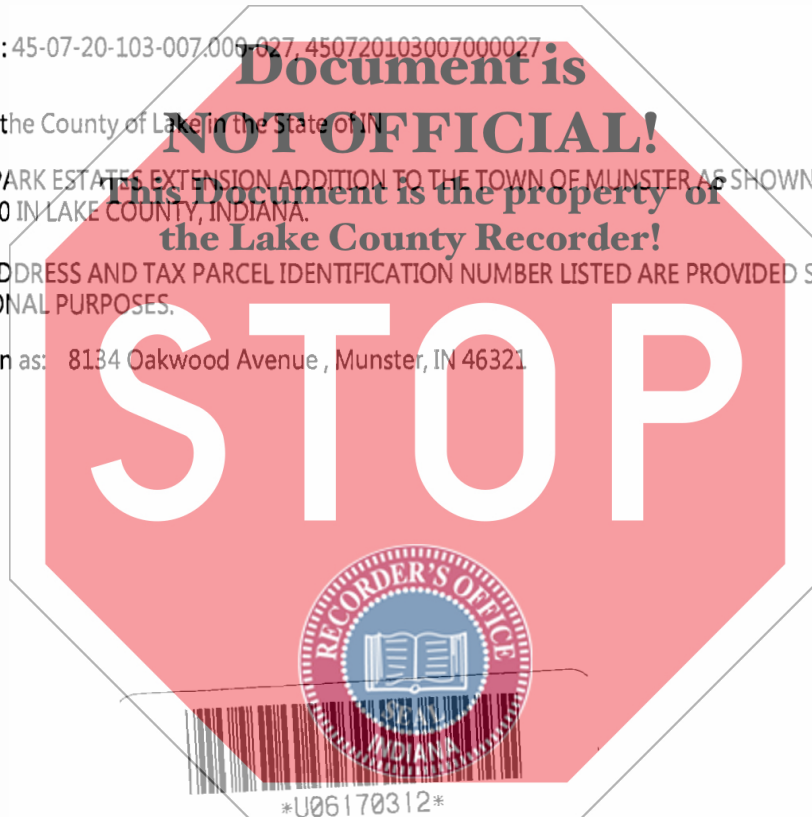 : 45-07-20-103-007.000-027, 450720103007000027
Document is
the County of Lake in the State of IN
NOT OFFICIAL!
PARK ESTATES EXTENSION ADDITION TO THE TOWN OF MUNSTER AS SHOWN
This Document is the property of
0 IN LAKE COUNTY, INDIANA.
the Lake County Recorder!
DDRESS AND TAX PARCEL IDENTIFICATION NUMBER LISTED ARE PROVIDED S
ONAL PURPOSES.
n as: 8134 Oakwood Avenue , Munster, IN 46321
STOP
RECORDER'S OFFICE
SEAL
INDIANA
*U06170312*